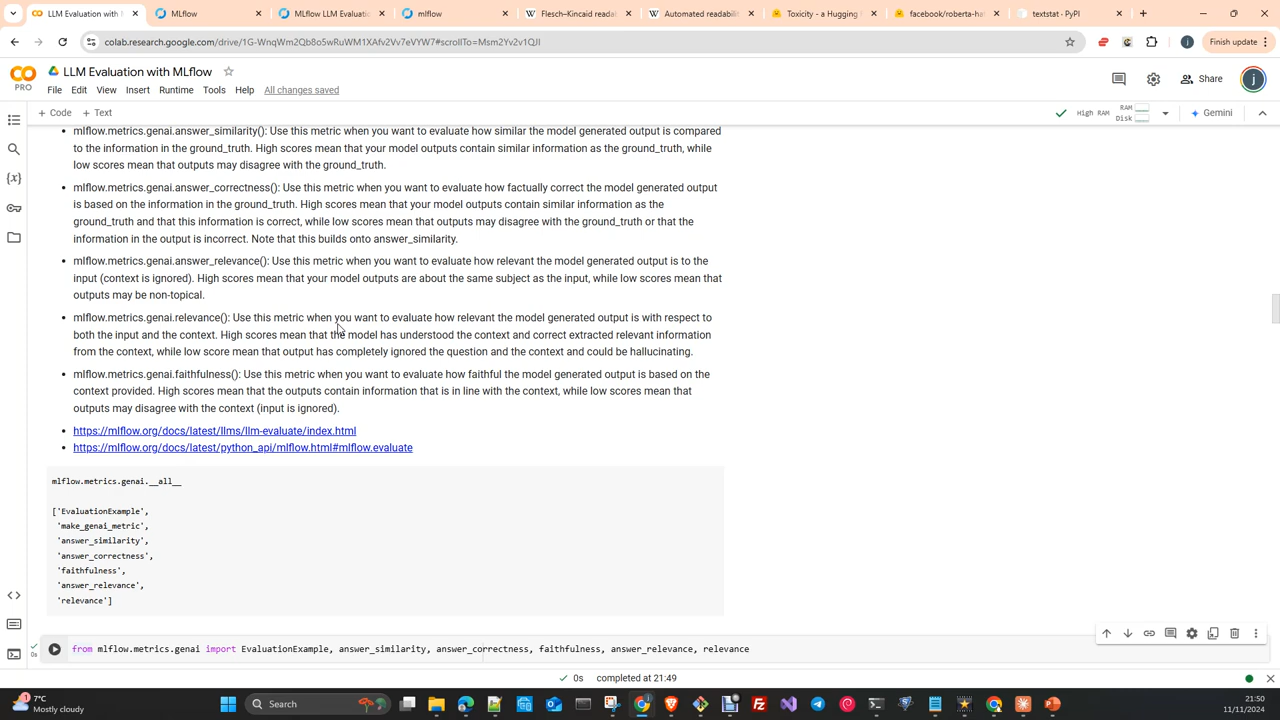 LLM Evaluation with MLflow
MLflow
MLflow LLM Evaluation
mlflow
Flesch–Kincaid readab
Automated readability
Toxicity - a Hugging
facebook/roberta-hat
textstat · PyPI
colab.research.google.com/drive/1G-WnqWm2Qb8o5wRuWM1XAfv2Vv7eVYW7#scrollTo=Msm2Yv2v1QJI
Finish update
j
PRO
LLM Evaluation with MLflow
File Edit View Insert Runtime Tools Help All changes saved
Share
j
+ Code + Text
High RAM
RAM
Disk
Gemini
mlflow.metrics.genai.answer_similarity(): Use this metric when you want to evaluate how similar the model generated output is compared
to the information in the ground_truth. High scores mean that your model outputs contain similar information as the ground_truth, while
low scores mean that outputs may disagree with the ground_truth.
mlflow.metrics.genai.answer_correctness(): Use this metric when you want to evaluate how factually correct the model generated output
is based on the information in the ground_truth. High scores mean that your model outputs contain similar information as the
ground_truth and that this information is correct, while low scores mean that outputs may disagree with the ground_truth or that the
information in the output is incorrect. Note that this builds onto answer_similarity.
mlflow.metrics.genai.answer_relevance(): Use this metric when you want to evaluate how relevant the model generated output is to the
input (context is ignored). High scores mean that your model outputs are about the same subject as the input, while low scores mean that
outputs may be non-topical.
mlflow.metrics.genai.relevance(): Use this metric when you want to evaluate how relevant the model generated output is with respect to
both the input and the context. High scores mean that the model has understood the context and correct extracted relevant information
from the context, while low score mean that output has completely ignored the question and the context and could be hallucinating.
mlflow.metrics.genai.faithfulness(): Use this metric when you want to evaluate how faithful the model generated output is based on the
context provided. High scores mean that the outputs contain information that is in line with the context, while low scores mean that
outputs may disagree with the context (input is ignored).
https://mlflow.org/docs/latest/llms/llm-evaluate/index.html
https://mlflow.org/docs/latest/python_api/mlflow.html#mlflow.evaluate
mlflow.metrics.genai.__all__
['EvaluationExample',
'make_genai_metric',
'answer_similarity',
'answer_correctness',
'faithfulness',
'answer_relevance',
'relevance']
0s
from mlflow.metrics.genai import EvaluationExample, answer_similarity, answer_correctness, faithfulness, answer_relevance, relevance
0s completed at 21:49
7°C
Mostly cloudy
Search
21:50
11/11/2024